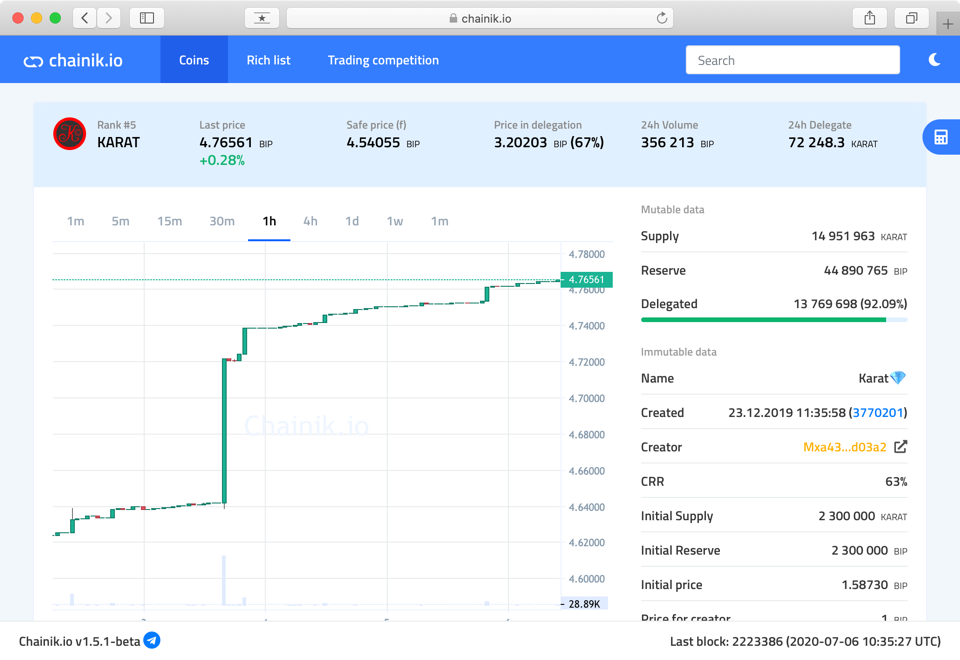 chainik.io
chainik.io
Coins
Rich list
Trading competition
Search
Rank #5
KARAT
Last price
4.76561 BIP
+0.28%
Safe price (f)
4.54055 BIP
Price in delegation
3.20203 BIP (67%)
24h Volume
356 213 BIP
24h Delegate
72 248.3 KARAT
1m 5m 15m 30m 1h 4h 1d 1w 1m
4.78000
4.76561
4.76000
4.74000
4.72000
4.70000
4.68000
4.66000
4.64000
4.62000
4.60000
28.89K
Chainik.io
Mutable data
Supply 14 951 963 KARAT
Reserve 44 890 765 BIP
Delegated 13 769 698 (92.09%)
Immutable data
Name Karat💎
Created 23.12.2019 11:35:58 (3770201)
Creator Mxa43...d03a2
CRR 63%
Initial Supply 2 300 000 KARAT
Initial Reserve 2 300 000 BIP
Initial price 1.58730 BIP
Price for creator 1 BIP
Chainik.io v1.5.1-beta
Last block: 2223386 (2020-07-06 10:35:27 UTC)